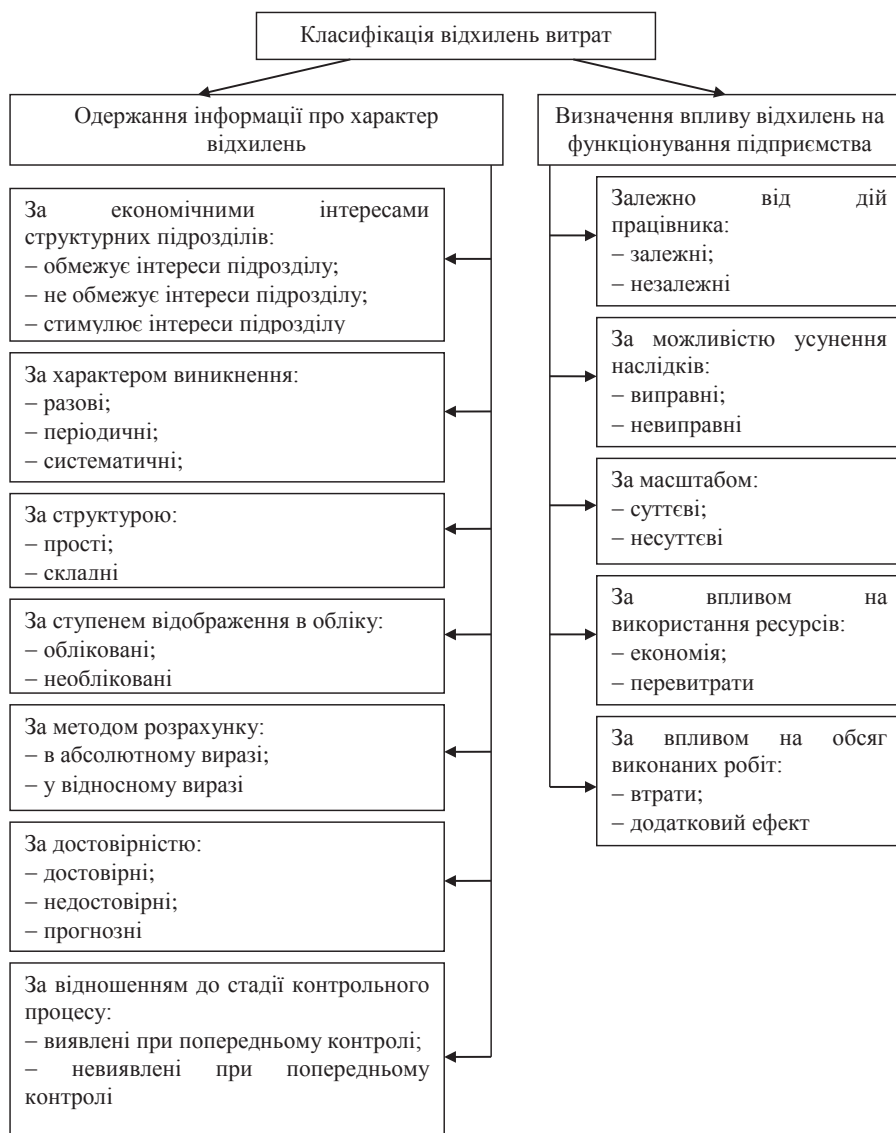 Класифікація відхилень витрат
Одержання інформації про характер
відхилень
За економічними інтересами
структурних підрозділів:
– обмежує інтереси підрозділу;
– не обмежує інтереси підрозділу;
– стимулює інтереси підрозділу
За характером виникнення:
– разові;
– періодичні;
– систематичні;
За структурою:
– прості;
– складні
За ступенем відображення в обліку:
– обліковані;
– необліковані
За методом розрахунку:
– в абсолютному виразі;
– у відносному виразі
За достовірністю:
– достовірні;
– недостовірні;
– прогнозні
За відношенням до стадії контрольного
процесу:
– виявлені при попередньому контролі;
– невиявлені при попередньому
контролі
Визначення впливу відхилень на
функціонування підприємства
Залежно від дій
працівника:
– залежні;
– незалежні
За можливістю усунення
наслідків:
– виправні;
– невиправні
За масштабом:
– суттєві;
– несуттєві
За впливом на
використання ресурсів:
– економія;
– перевитрати
За впливом на обсяг
виконаних робіт:
– втрати;
– додатковий ефект